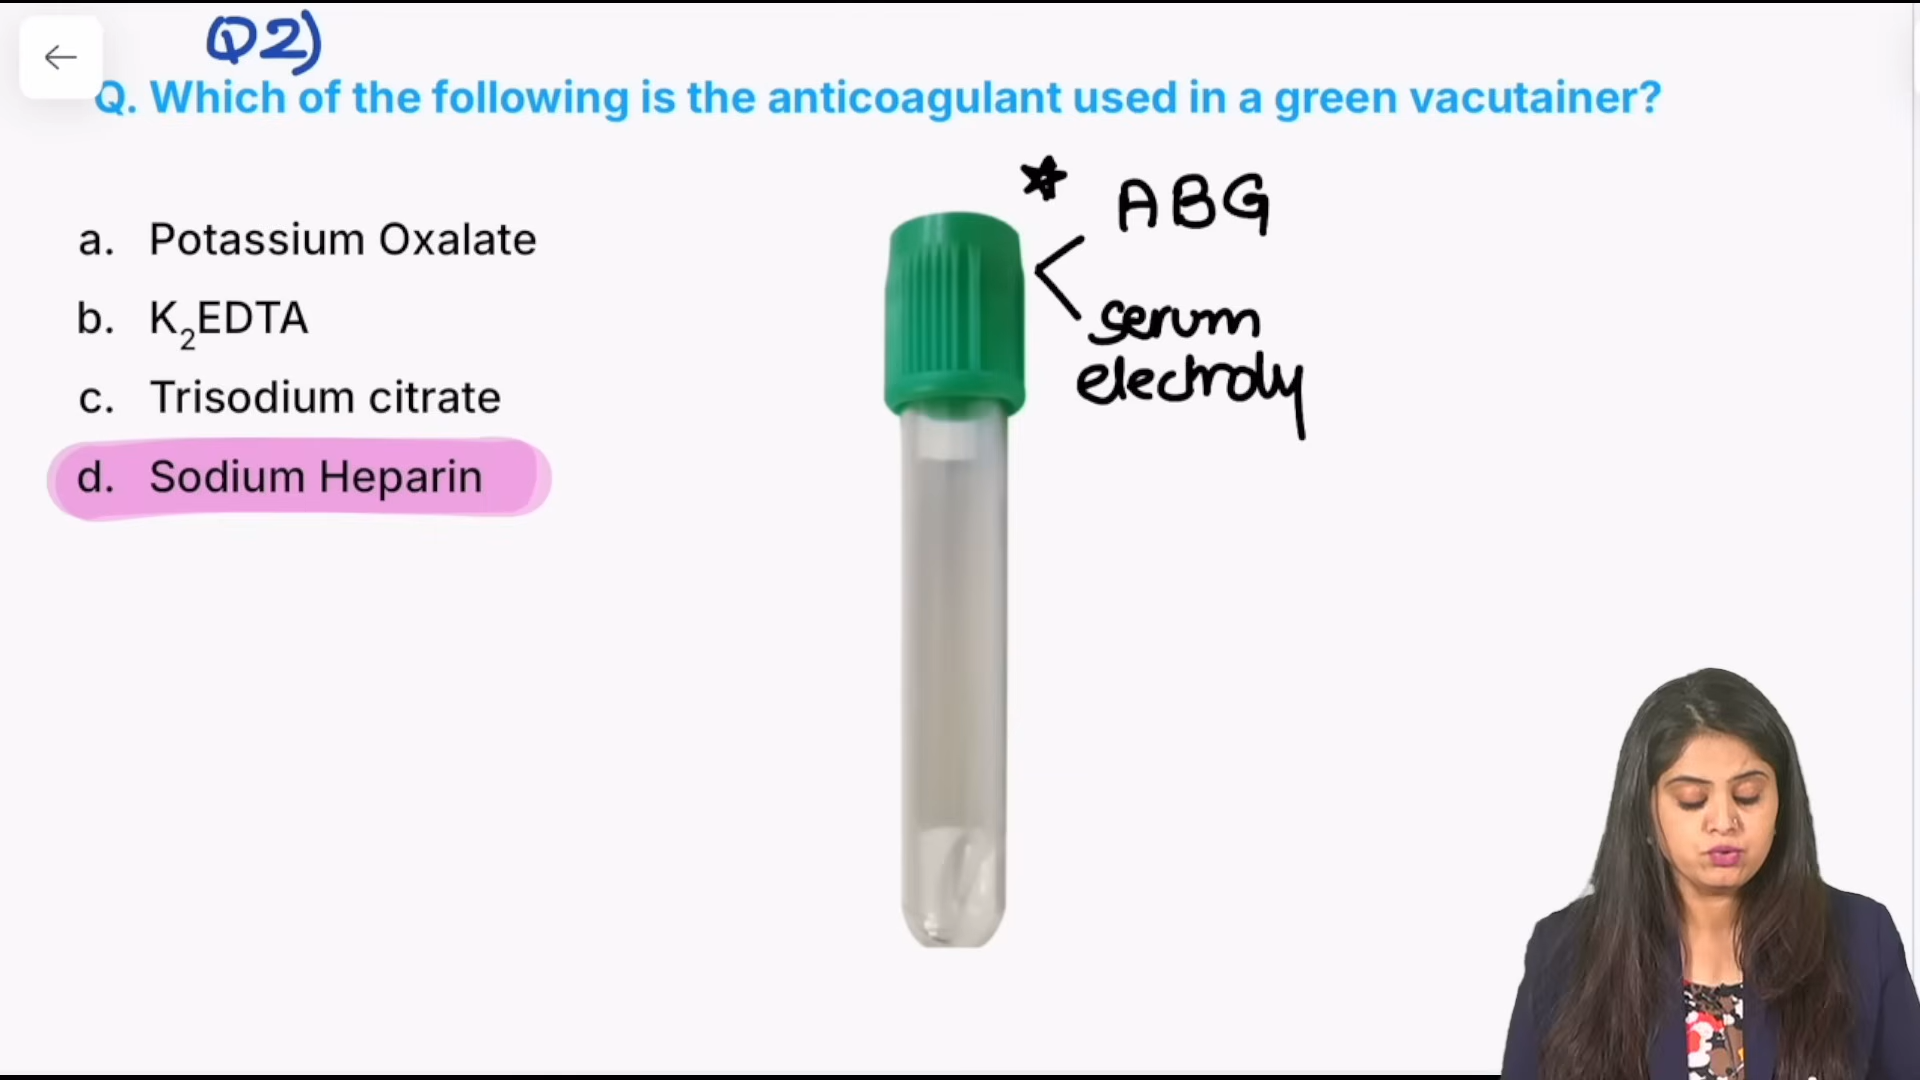 Q2)
Q. Which of the following is the anticoagulant used in a green vacutainer?
a. Potassium Oxalate
b. K₂EDTA
c. Trisodium citrate
d. Sodium Heparin
ABG
serum
electroly